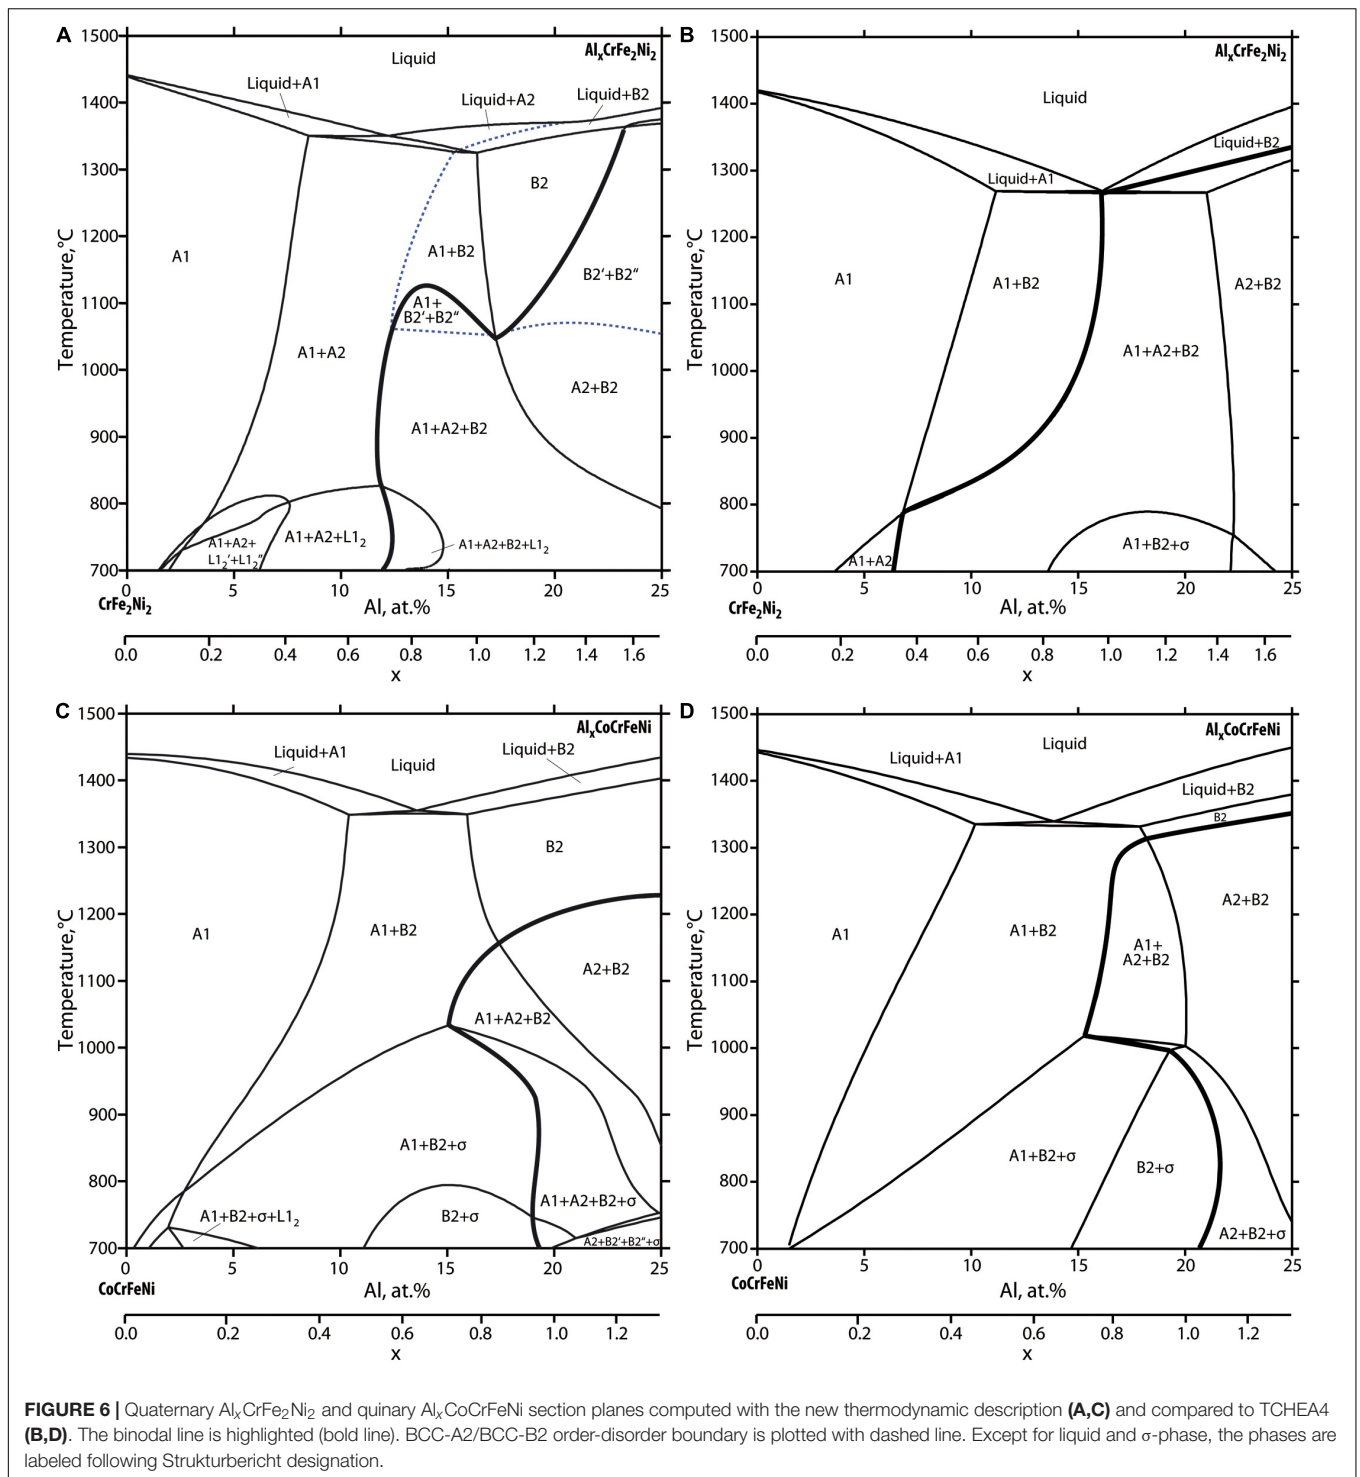 A
1500
1400
1300
1200
1100
1000
900
800
700
Temperature,°C
AlxCrFe2Ni2
Liquid
Liquid+A1
Liquid+A2
Liquid+B2
B2
A1
A1+B2
B2′+B2″
A1+
B2′+B2″
A1+A2
A2+B2
A1+A2+B2
A1+A2+
L12′+L12″
A1+A2+L12
A1+A2+B2+L12
0 5 10 15 20 25
CrFe2Ni2
Al, at.%
0.0 0.2 0.4 0.6 0.8 1.0 1.2 1.4 1.6
x
B
1500
1400
1300
1200
1100
1000
900
800
700
Temperature,°C
AlxCrFe2Ni2
Liquid
Liquid+B2
Liquid+A1
A1
A1+B2
A2+B2
A1+A2+B2
A1+B2+σ
A1+A2
0 5 10 15 20 25
CrFe2Ni2
Al, at.%
0.0 0.2 0.4 0.6 0.8 1.0 1.2 1.4 1.6
x
C
1500
1400
1300
1200
1100
1000
900
800
700
Temperature,°C
AlxCoCrFeNi
Liquid+A1
Liquid
Liquid+B2
B2
A1
A1+B2
A2+B2
A1+A2+B2
A1+B2+σ
A1+A2+B2+σ
A1+B2+σ+L12
B2+σ
A2+B2′+B2″+σ
0 5 10 15 20 25
CoCrFeNi
Al, at.%
0.0 0.2 0.4 0.6 0.8 1.0 1.2
x
D
1500
1400
1300
1200
1100
1000
900
800
700
Temperature,°C
AlxCoCrFeNi
Liquid+A1
Liquid
Liquid+B2
B2
A2+B2
A1
A1+B2
A1+
A2+B2
A1+B2+σ
B2+σ
A2+B2+σ
0 5 10 15 20 25
CoCrFeNi
Al, at.%
0.0 0.2 0.4 0.6 0.8 1.0 1.2
x
FIGURE 6 | Quaternary AlxCrFe2Ni2 and quinary AlxCoCrFeNi section planes computed with the new thermodynamic description (A,C) and compared to TCHEA4
(B,D). The binodal line is highlighted (bold line). BCC-A2/BCC-B2 order-disorder boundary is plotted with dashed line. Except for liquid and σ-phase, the phases are
labeled following Strukturbericht designation.